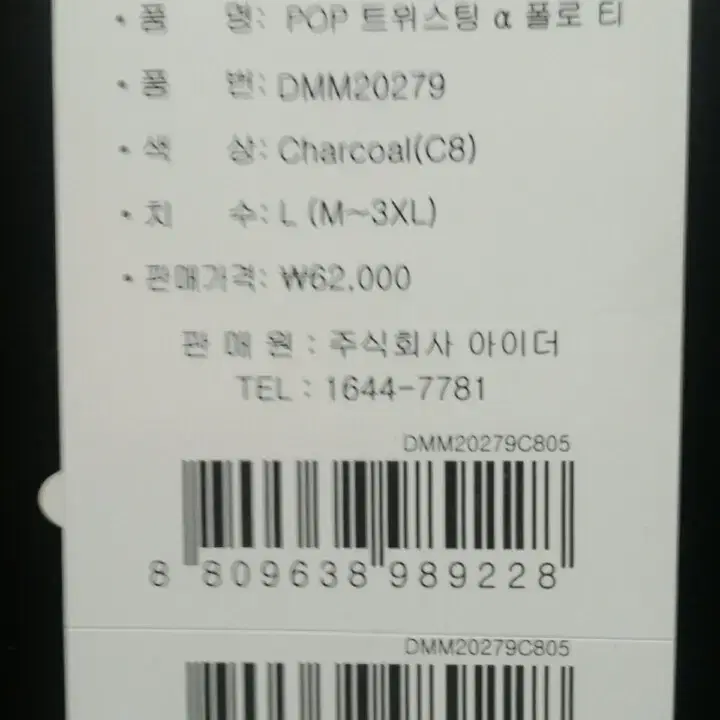 • 품 명: POP 트위스팅 α 폴로 티
• 품 번: DMM20279
• 색 상: Charcoal(C8)
• 치 수: L (M~3XL)
• 판매가격: ₩62,000
판 매 원 : 주식회사 아이더
TEL : 1644-7781
DMM20279C805
8 809638 989228
DMM20279C805